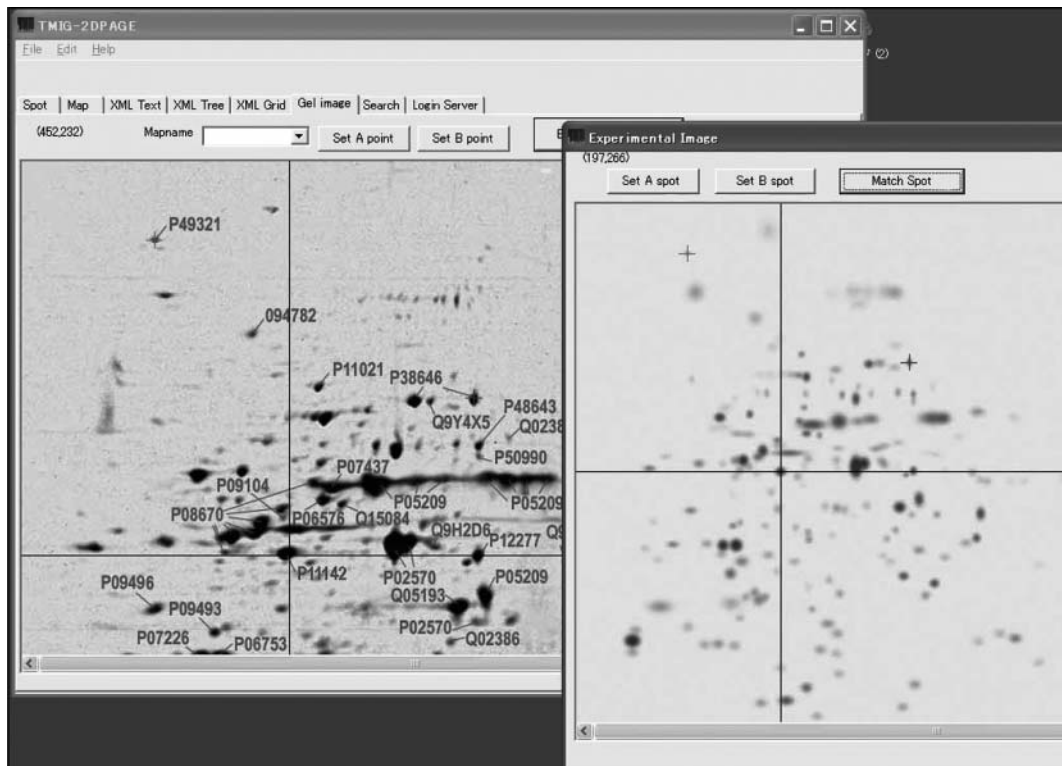 TMIG-2DPAGE
File Edit Help
(2)
Spot Map XML Text XML Tree XML Grid Gel image Search Login Server
(452,232) Mapname Set A point Set B point
Experimental Image
(197,266)
Set A spot Set B spot Match Spot
P49321
094782
P11021
P38646
P48643
Q9Y4X5
Q0238
P50990
P07437
P09104
P05209
P05209
P08670
P06576
Q15084
Q9H2D6
Q9
P12277
P11142
P02570
P09496
Q05193
P05209
P09493
P02570
P07226
P06753
Q02386